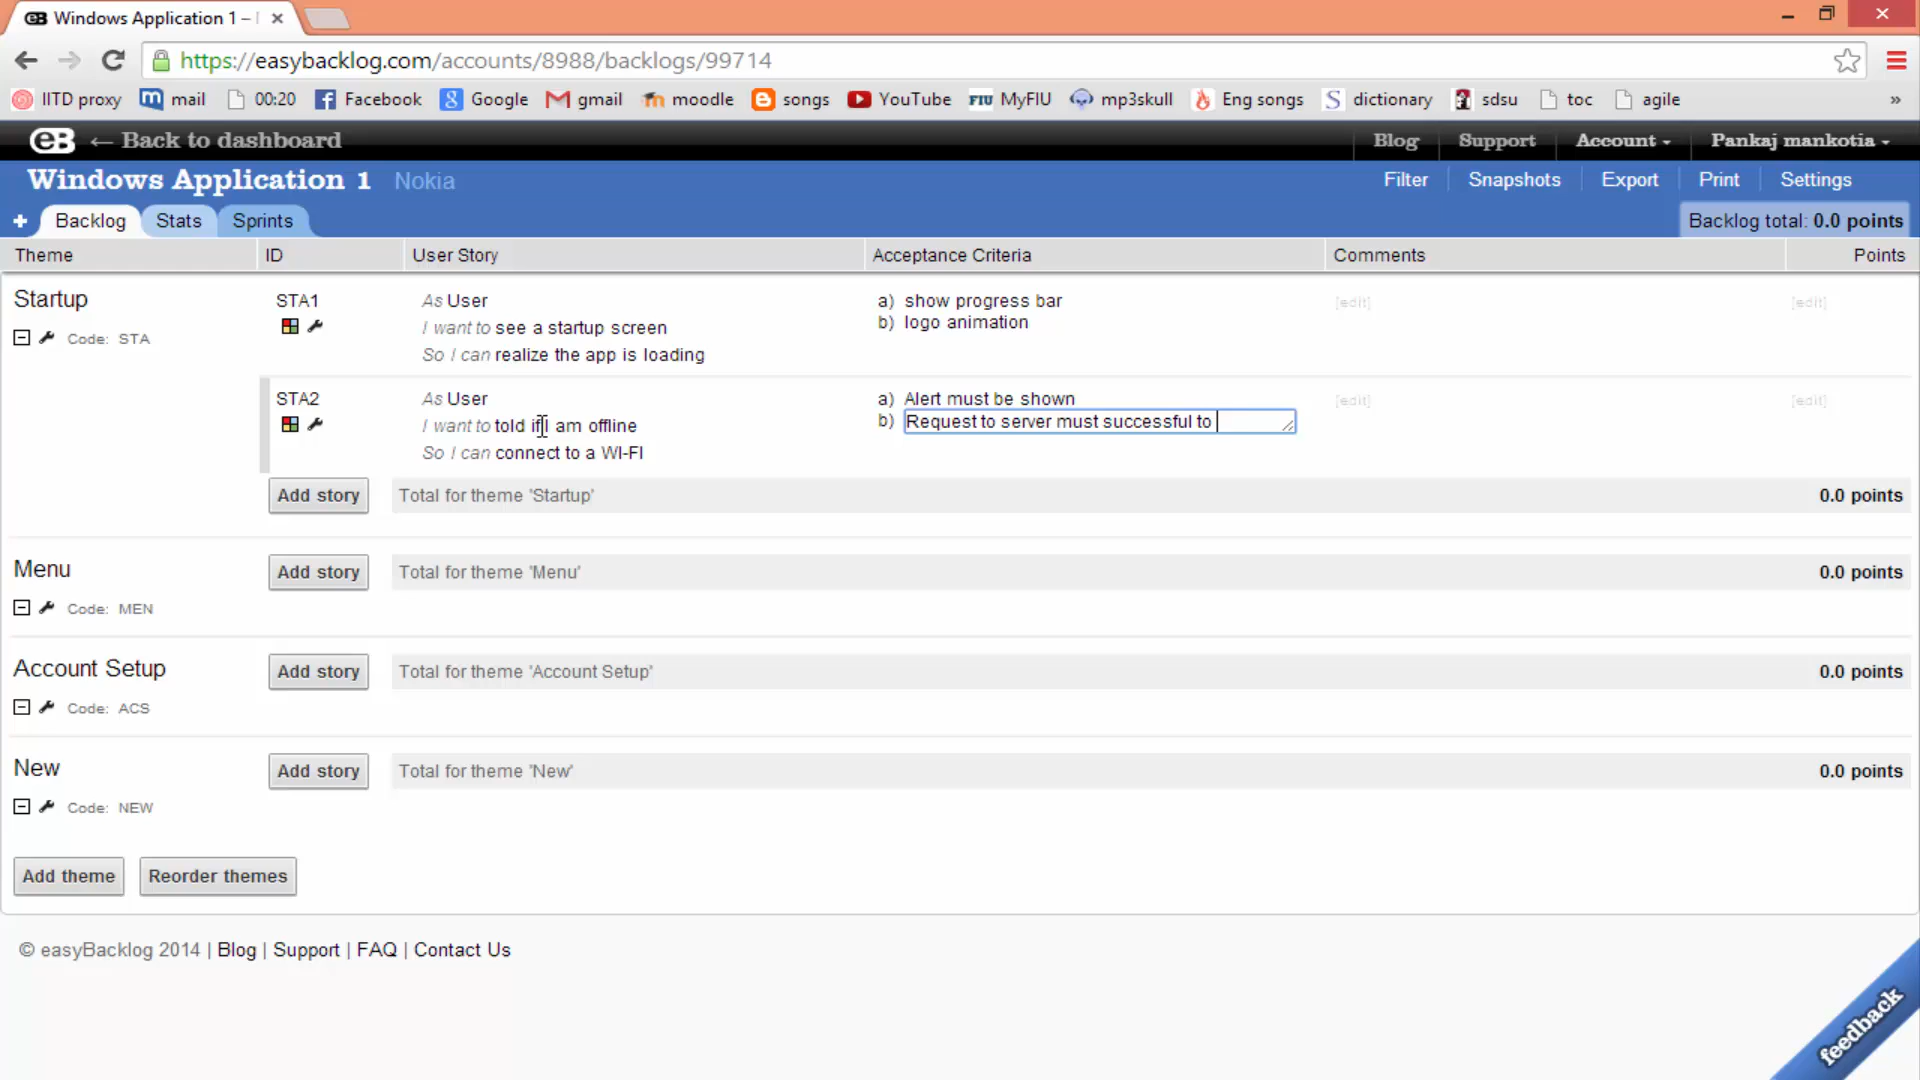 eB Windows Application 1 –
https://easybacklog.com/accounts/8988/backlogs/99714
IITD proxy mail 00:20 Facebook Google gmail moodle songs YouTube FIU MyFIU mp3skull Eng songs dictionary sdsu toc agile »
eB ← Back to dashboard Blog Support Account Pankaj mankotia
Windows Application 1 Nokia Filter Snapshots Export Print Settings
+ Backlog Stats Sprints Backlog total: 0.0 points
Theme ID User Story Acceptance Criteria Comments Points
Startup STA1 As User a) show progress bar [edit] [edit]
I want to see a startup screen b) logo animation
Code: STA So I can realize the app is loading
STA2 As User a) Alert must be shown [edit] [edit]
I want to told if I am offline b) Request to server must successful to
So I can connect to a WI-FI
Add story Total for theme 'Startup' 0.0 points
Menu Add story Total for theme 'Menu' 0.0 points
Code: MEN
Account Setup Add story Total for theme 'Account Setup' 0.0 points
Code: ACS
New Add story Total for theme 'New' 0.0 points
Code: NEW
Add theme Reorder themes
© easyBacklog 2014 | Blog | Support | FAQ | Contact Us
feedback